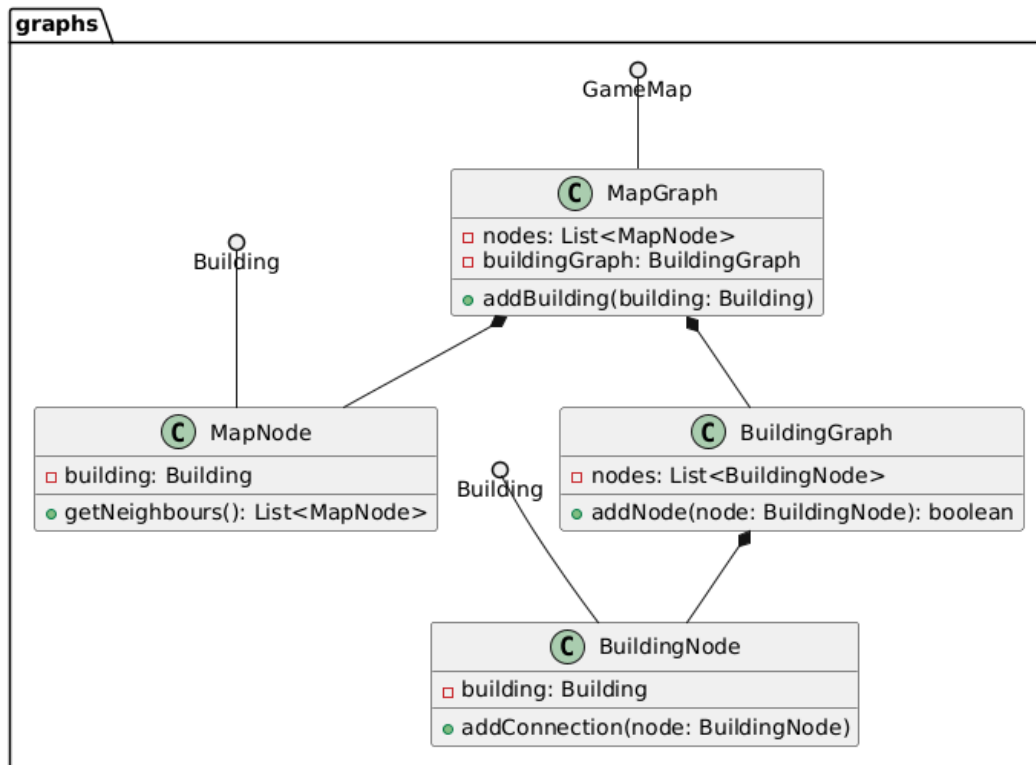 graphs
GameMap
C MapGraph
nodes: List<MapNode>
buildingGraph: BuildingGraph
addBuilding(building: Building)
Building
C MapNode
building: Building
getNeighbours(): List<MapNode>
C BuildingGraph
nodes: List<BuildingNode>
addNode(node: BuildingNode): boolean
Building
C BuildingNode
building: Building
addConnection(node: BuildingNode)